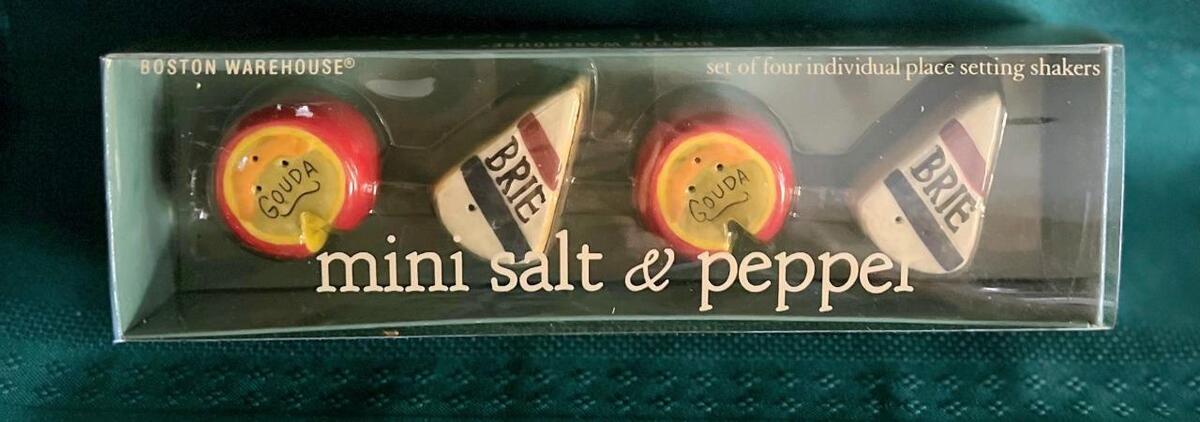 BOSTON WAREHOUSE®
set of four individual place setting shakers
GOUDA
BRIE
GOUDA
BRIE
mini salt & pepper